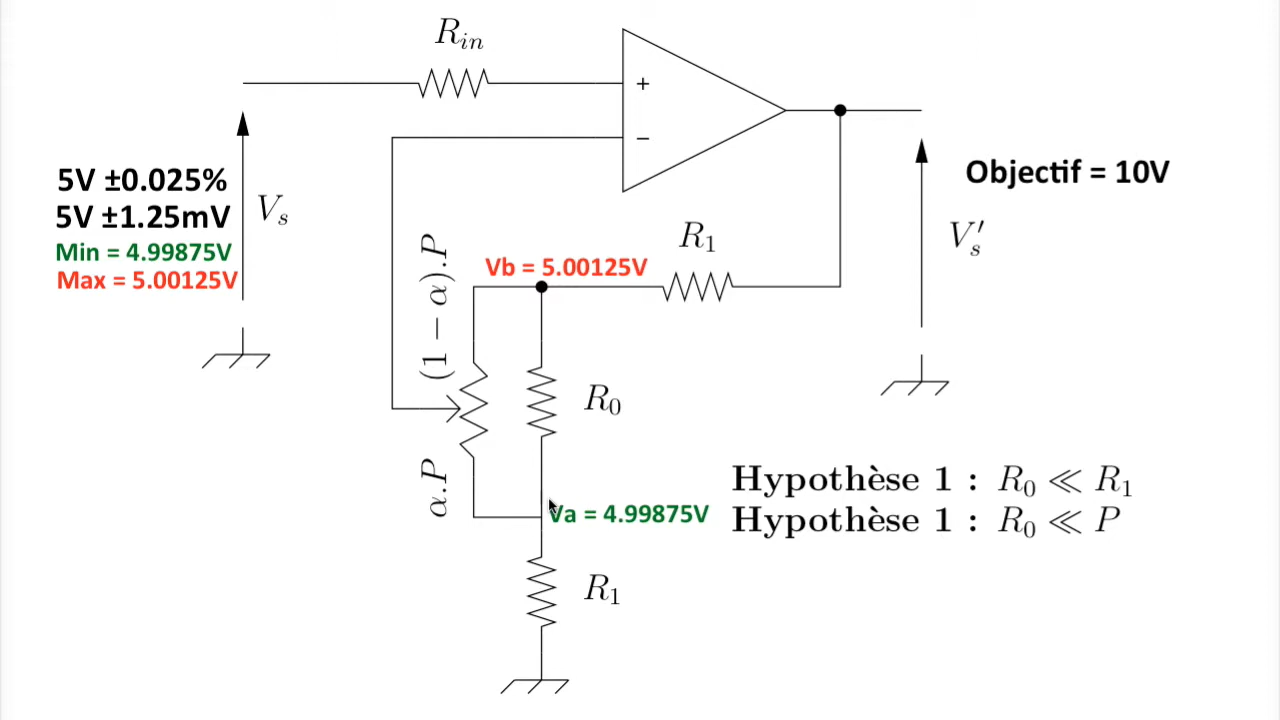 R_in
+
−
5V ±0.025%
5V ±1.25mV
Min = 4.99875V
Max = 5.00125V
V_s
Objectif = 10V
V′_s
R_1
Vb = 5.00125V
(1 − α).P
R_0
α.P
Va = 4.99875V
Hypothèse 1 : R_0 ≪ R_1
Hypothèse 1 : R_0 ≪ P
R_1